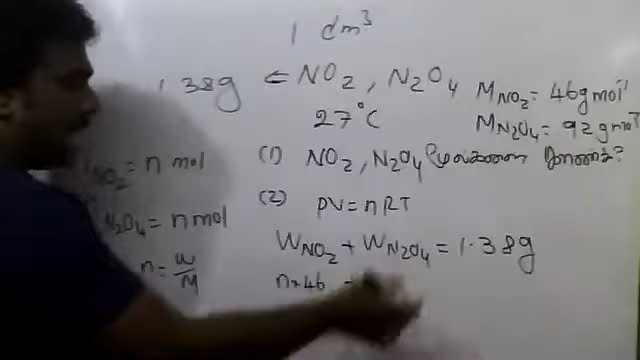 1 dm³
1.38g ⇐ NO₂, N₂O₄
M_NO₂ = 46g mol⁻¹
27°C
M_N₂O₄ = 92 g mol⁻¹
NO₂ = n mol
(1) NO₂, N₂O₄
N₂O₄ = n mol
(2) PV = nRT
W_NO₂ + W_N₂O₄ = 1.38g
n = W/M
n×46 +